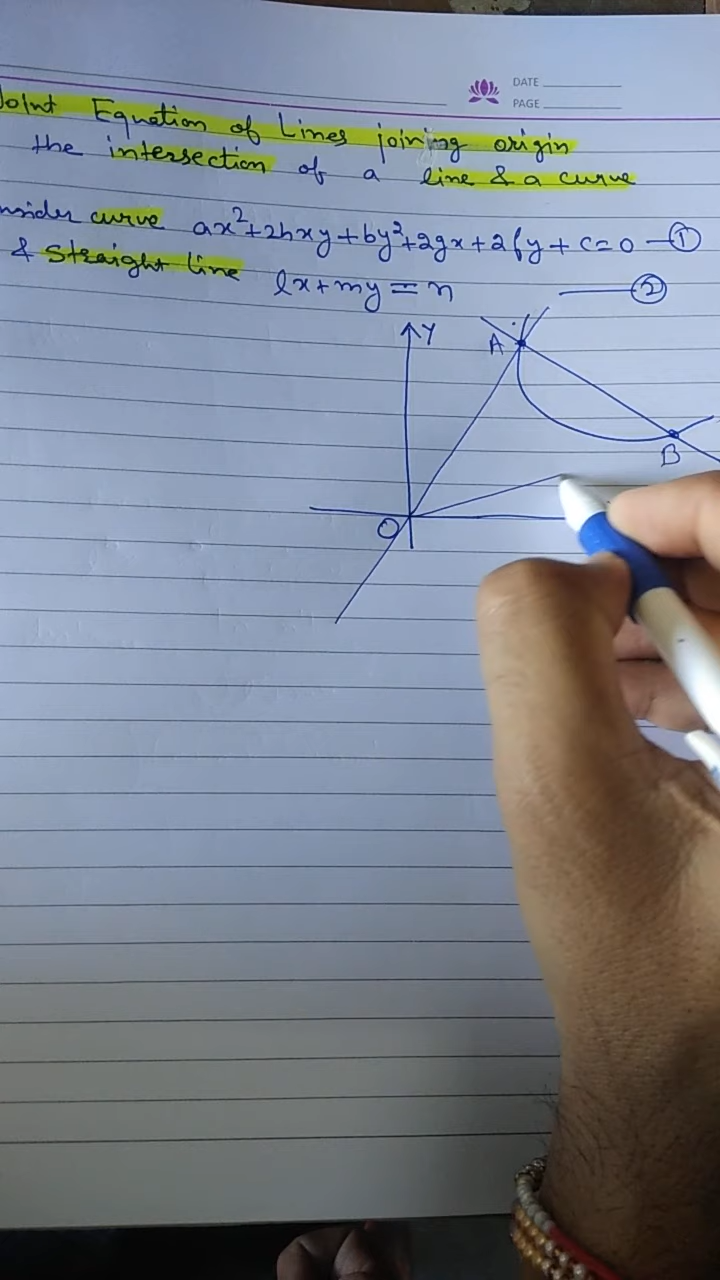 DATE
PAGE
Joint Equation of Lines joining origin
the intersection of a line & a curve
nsider curve ax²+2hxy+by²+2gx+2fy+c=0 —①
& straight line lx+my=n —②
Y
A
B
O